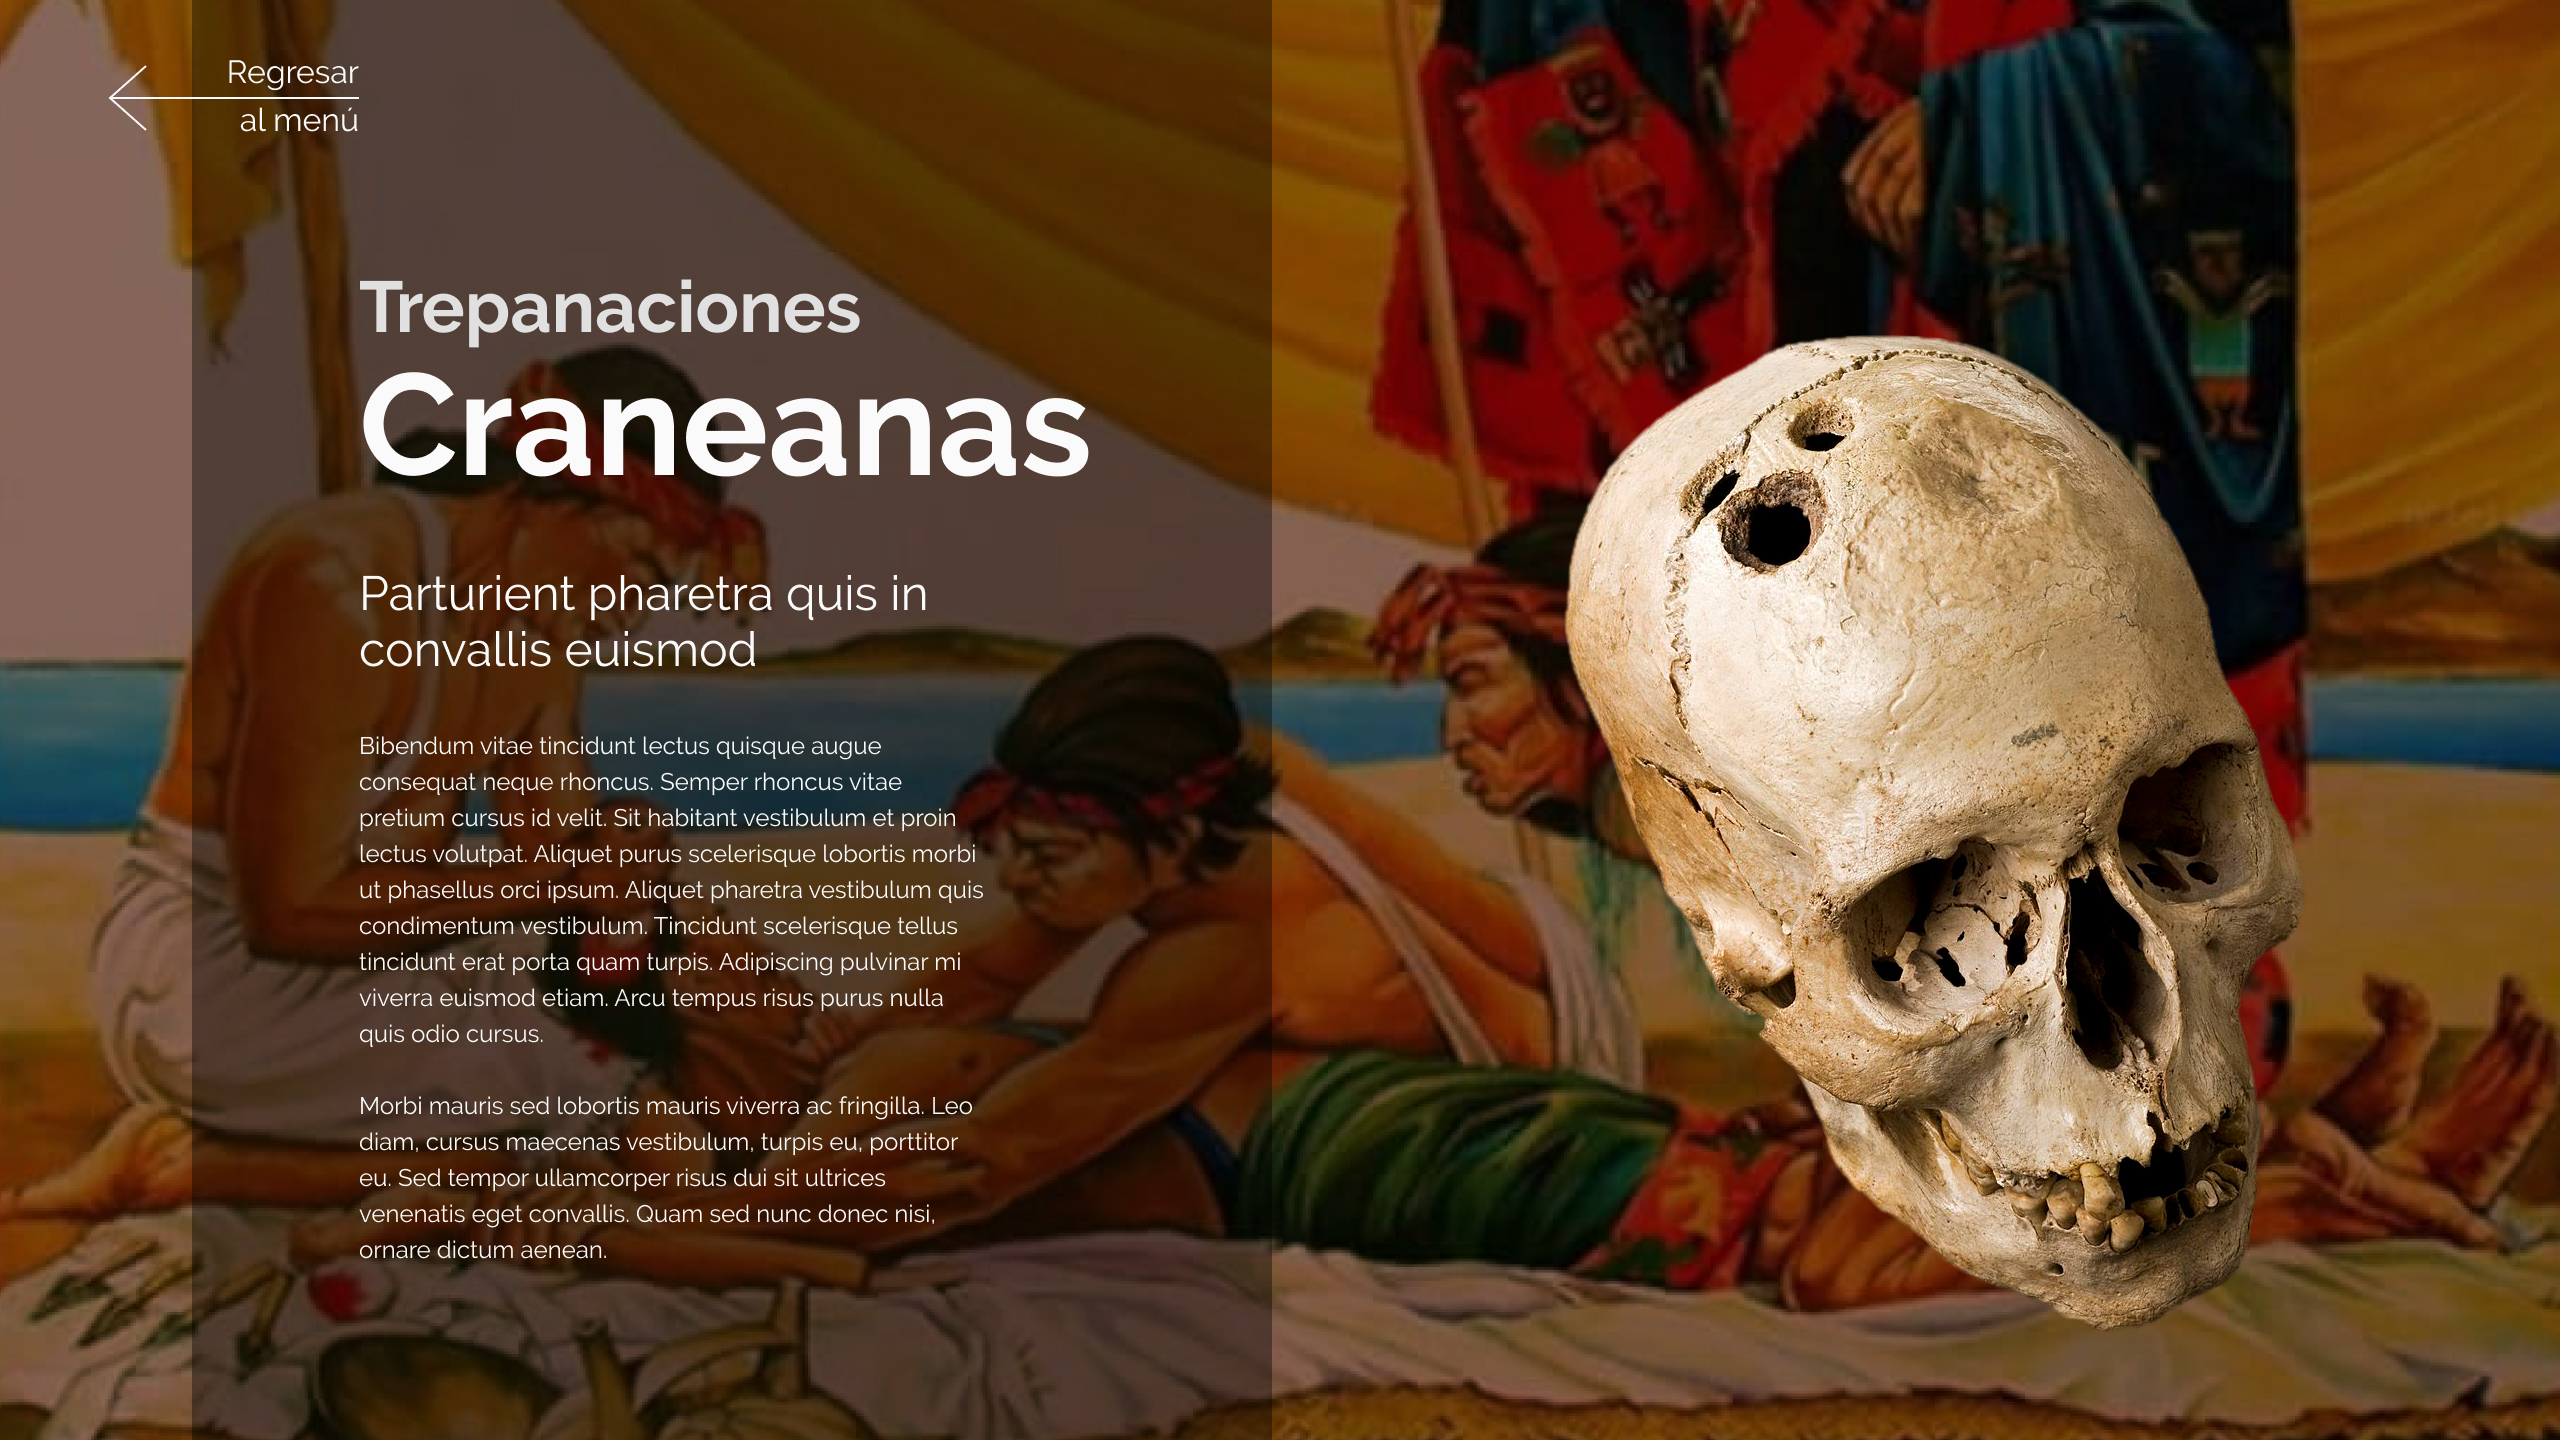 Regresar
al menú
Trepanaciones
Craneanas
Parturient pharetra quis in
convallis euismod
Bibendum vitae tincidunt lectus quisque augue
consequat neque rhoncus. Semper rhoncus vitae
pretium cursus id velit. Sit habitant vestibulum et proin
lectus volutpat. Aliquet purus scelerisque lobortis morbi
ut phasellus orci ipsum. Aliquet pharetra vestibulum quis
condimentum vestibulum. Tincidunt scelerisque tellus
tincidunt erat porta quam turpis. Adipiscing pulvinar mi
viverra euismod etiam. Arcu tempus risus purus nulla
quis odio cursus.
Morbi mauris sed lobortis mauris viverra ac fringilla. Leo
diam, cursus maecenas vestibulum, turpis eu, porttitor
eu. Sed tempor ullamcorper risus dui sit ultrices
venenatis eget convallis. Quam sed nunc donec nisi,
ornare dictum aenean.